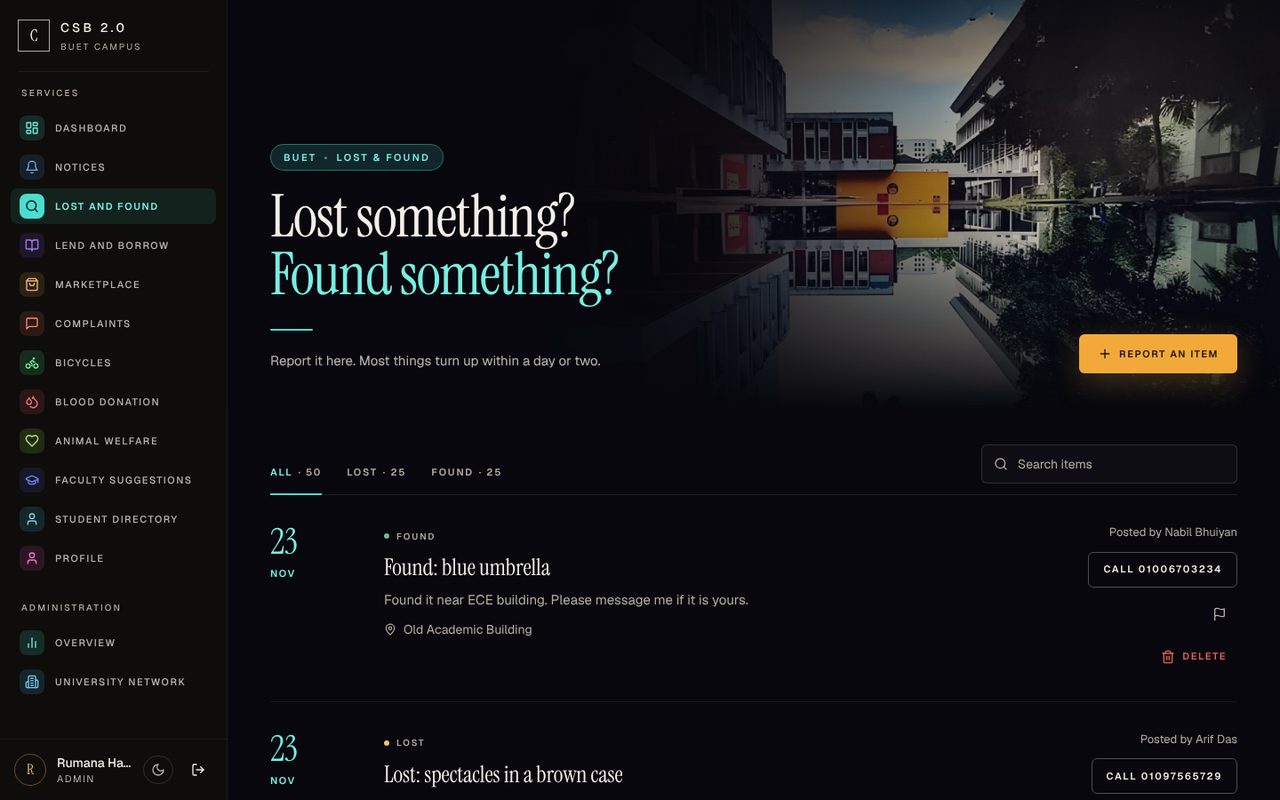 C
CSB 2.0
BUET CAMPUS
SERVICES
DASHBOARD
NOTICES
LOST AND FOUND
LEND AND BORROW
MARKETPLACE
COMPLAINTS
BICYCLES
BLOOD DONATION
ANIMAL WELFARE
FACULTY SUGGESTIONS
STUDENT DIRECTORY
PROFILE
ADMINISTRATION
OVERVIEW
UNIVERSITY NETWORK
R
Rumana Ha...
ADMIN
BUET • LOST & FOUND
Lost something?
Found something?
Report it here. Most things turn up within a day or two.
REPORT AN ITEM
ALL · 50 LOST · 25 FOUND · 25
Search items
23
NOV
FOUND
Found: blue umbrella
Found it near ECE building. Please message me if it is yours.
Old Academic Building
Posted by Nabil Bhuiyan
CALL 01006703234
DELETE
23
NOV
LOST
Lost: spectacles in a brown case
Posted by Arif Das
CALL 01097565729